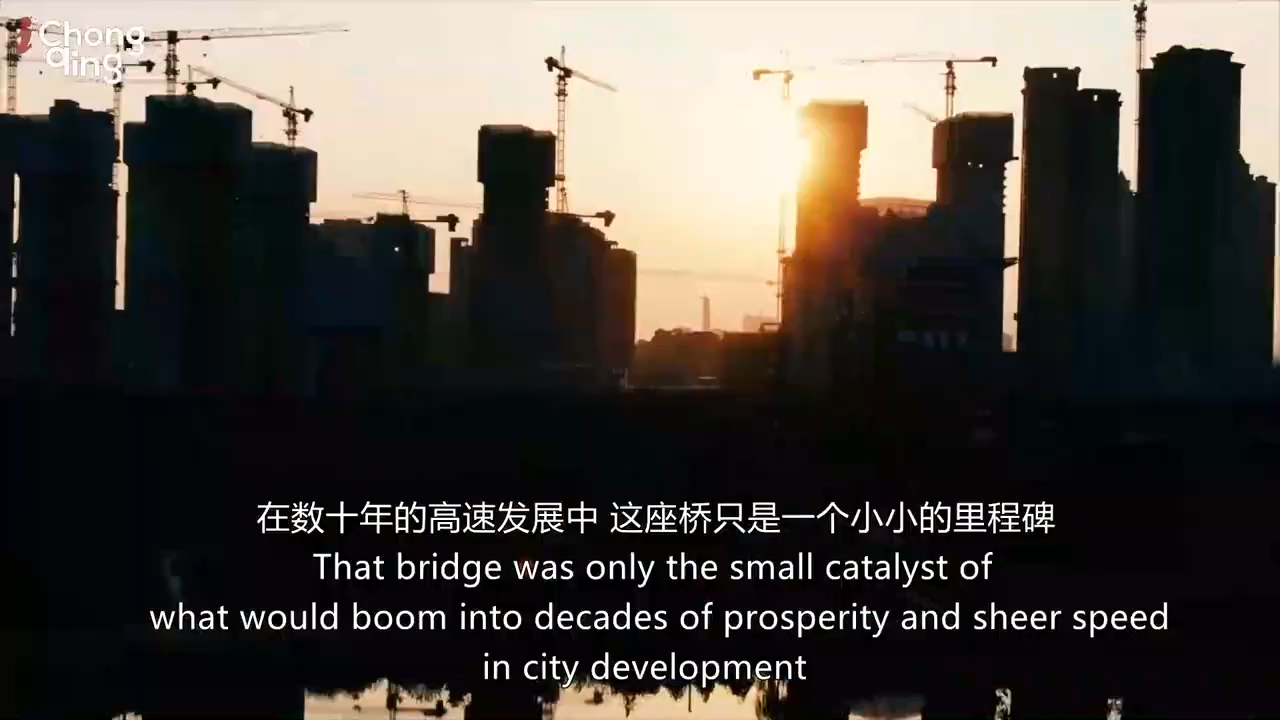 iChong
qing
在数十年的高速发展中 这座桥只是一个小小的里程碑
That bridge was only the small catalyst of
what would boom into decades of prosperity and sheer speed
in city development